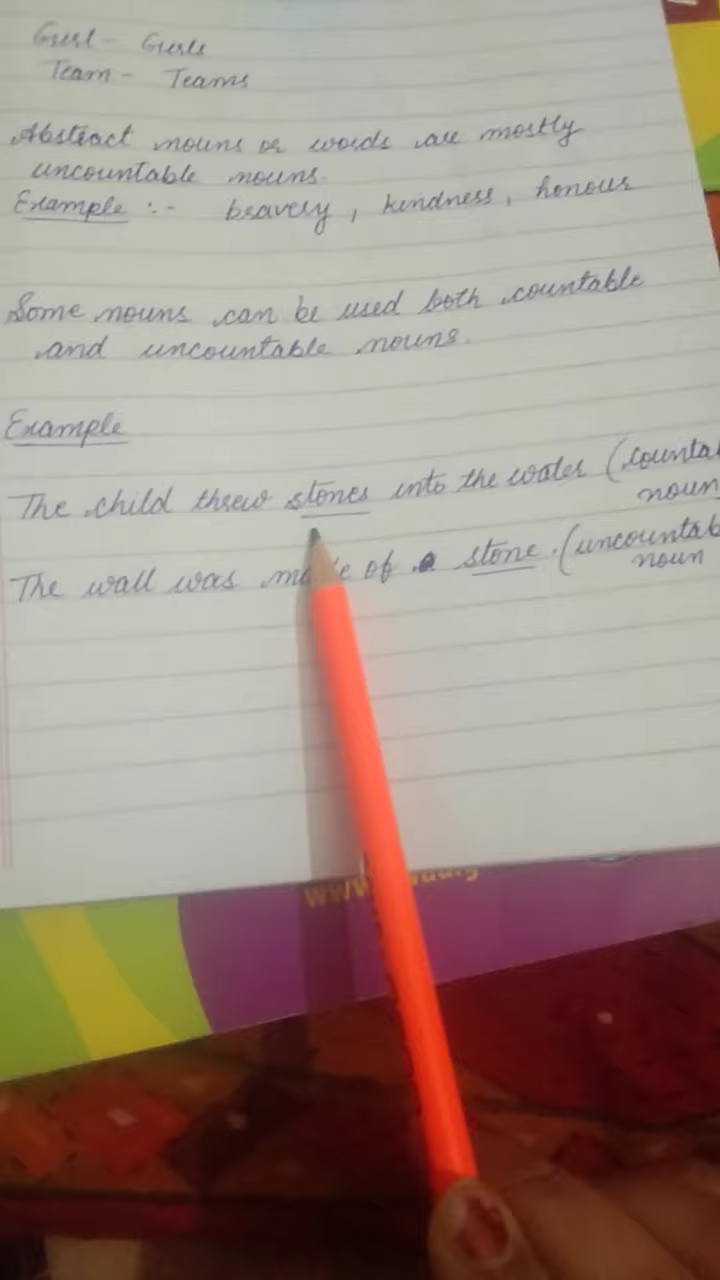 Girl - Girls
Team - Teams
Abstract nouns or words are mostly
uncountable nouns.
Example :- bravery, kindness, honour
Some nouns can be used both countable
and uncountable nouns.
Example
The child threw stones into the water (counta
noun
The wall was made of a stone. (uncountab
noun